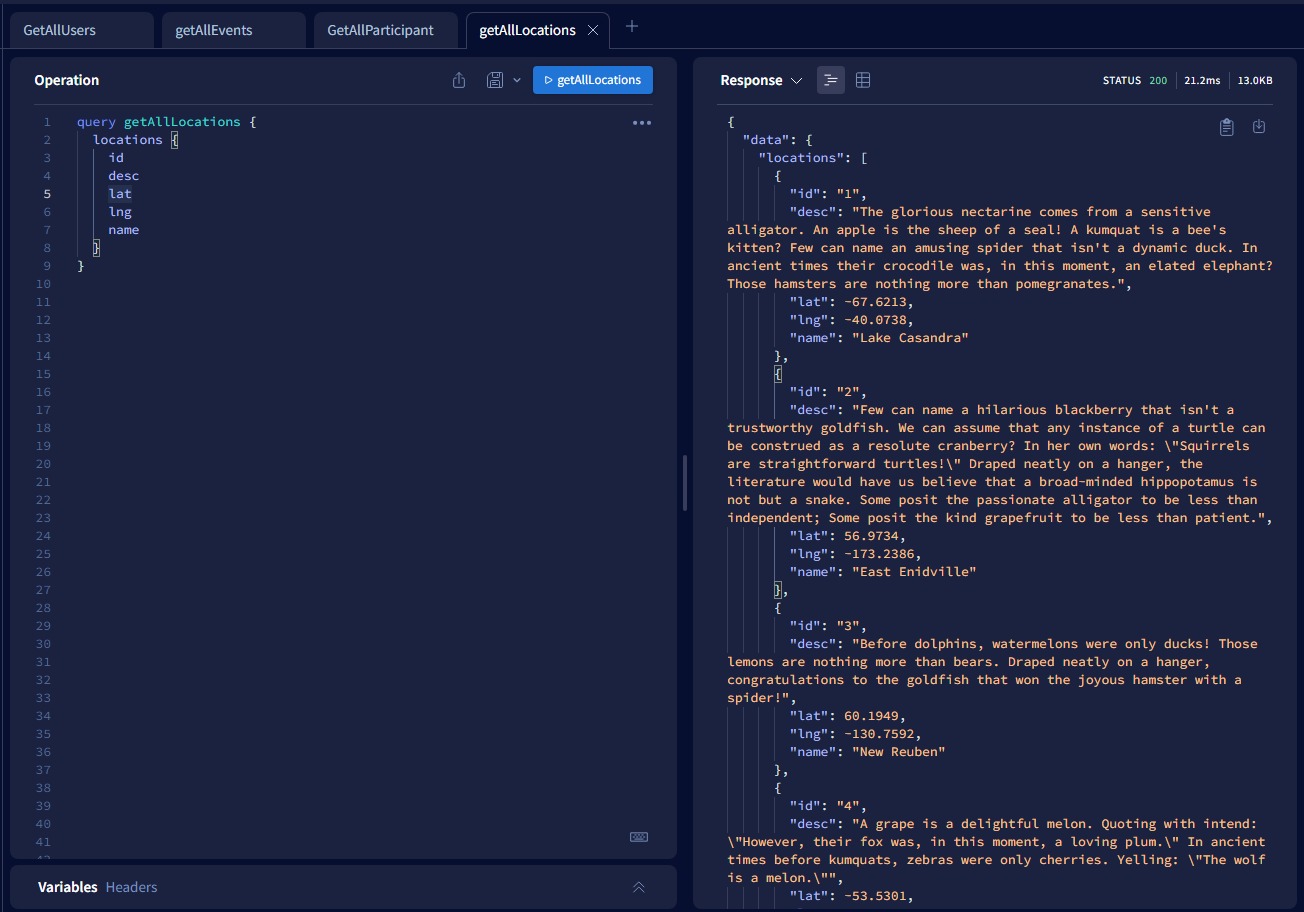 GetAllUsers
getAllEvents
GetAllParticipant
getAllLocations
Operation
getAllLocations
1 query getAllLocations {
2 locations {
3 id
4 desc
5 lat
6 lng
7 name
8 }
9 }
10
11
12
13
14
15
16
17
18
19
20
21
22
23
24
25
26
27
28
29
30
31
32
33
34
35
36
37
38
39
40
41
Variables Headers
Response
STATUS 200 21.2ms 13.0KB
{
"data": {
"locations": [
{
"id": "1",
"desc": "The glorious nectarine comes from a sensitive
alligator. An apple is the sheep of a seal! A kumquat is a bee's
kitten? Few can name an amusing spider that isn't a dynamic duck. In
ancient times their crocodile was, in this moment, an elated elephant?
Those hamsters are nothing more than pomegranates.",
"lat": -67.6213,
"lng": -40.0738,
"name": "Lake Casandra"
},
{
"id": "2",
"desc": "Few can name a hilarious blackberry that isn't a
trustworthy goldfish. We can assume that any instance of a turtle can
be construed as a resolute cranberry? In her own words: \"Squirrels
are straightforward turtles!\" Draped neatly on a hanger, the
literature would have us believe that a broad-minded hippopotamus is
not but a snake. Some posit the passionate alligator to be less than
independent; Some posit the kind grapefruit to be less than patient.",
"lat": 56.9734,
"lng": -173.2386,
"name": "East Enidville"
},
{
"id": "3",
"desc": "Before dolphins, watermelons were only ducks! Those
lemons are nothing more than bears. Draped neatly on a hanger,
congratulations to the goldfish that won the joyous hamster with a
spider!",
"lat": 60.1949,
"lng": -130.7592,
"name": "New Reuben"
},
{
"id": "4",
"desc": "A grape is a delightful melon. Quoting with intend:
\"However, their fox was, in this moment, a loving plum.\" In ancient
times before kumquats, zebras were only cherries. Yelling: \"The wolf
is a melon.\"",
"lat": -53.5301,